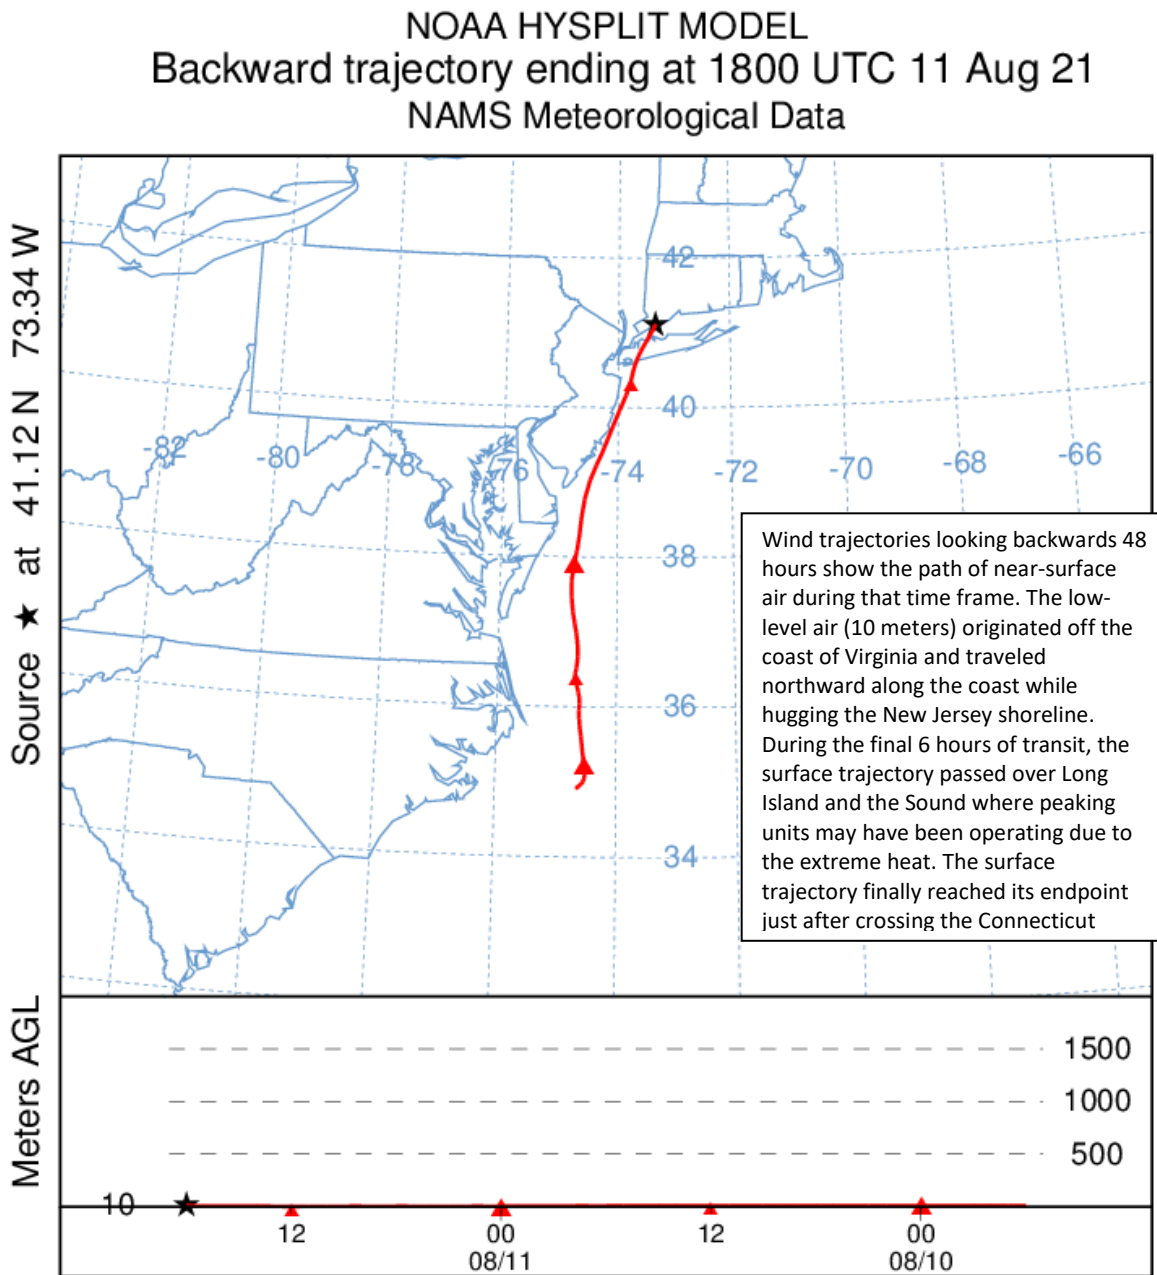 NOAA HYSPLIT MODEL
Backward trajectory ending at 1800 UTC 11 Aug 21
NAMS Meteorological Data
Source ★ at 41.12 N 73.34 W
42
40
-82
-80
-78
-76
-74
-72
-70
-68
-66
38
36
34
Wind trajectories looking backwards 48
hours show the path of near-surface
air during that time frame. The low-
level air (10 meters) originated off the
coast of Virginia and traveled
northward along the coast while
hugging the New Jersey shoreline.
During the final 6 hours of transit, the
surface trajectory passed over Long
Island and the Sound where peaking
units may have been operating due to
the extreme heat. The surface
trajectory finally reached its endpoint
just after crossing the Connecticut
Meters AGL
1500
1000
500
10
12 00 12 00
08/11 08/10